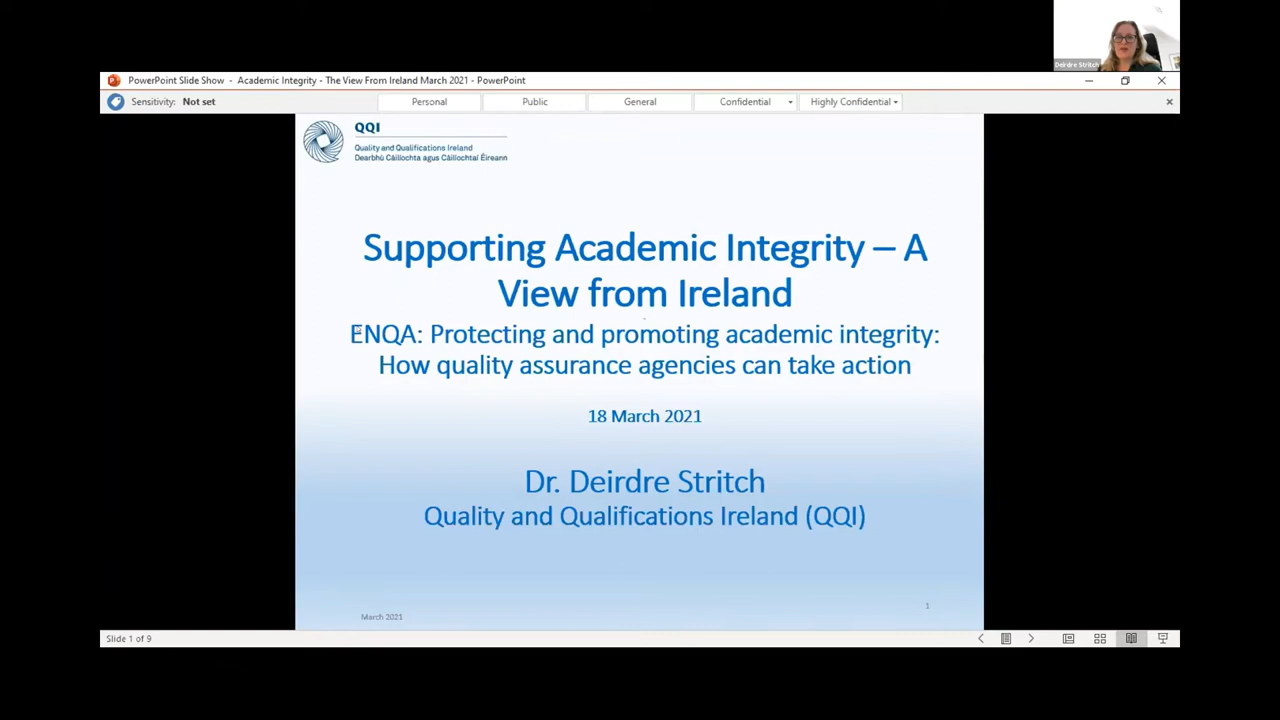 Deirdre Stritch
PowerPoint Slide Show - Academic Integrity - The View From Ireland March 2021 - PowerPoint
Sensitivity: Not set Personal Public General Confidential Highly Confidential
QQI
Quality and Qualifications Ireland
Dearbhú Cáilíochta agus Cáilíochtaí Éireann
Supporting Academic Integrity – A
View from Ireland
ENQA: Protecting and promoting academic integrity:
How quality assurance agencies can take action
18 March 2021
Dr. Deirdre Stritch
Quality and Qualifications Ireland (QQI)
March 2021
1
Slide 1 of 9